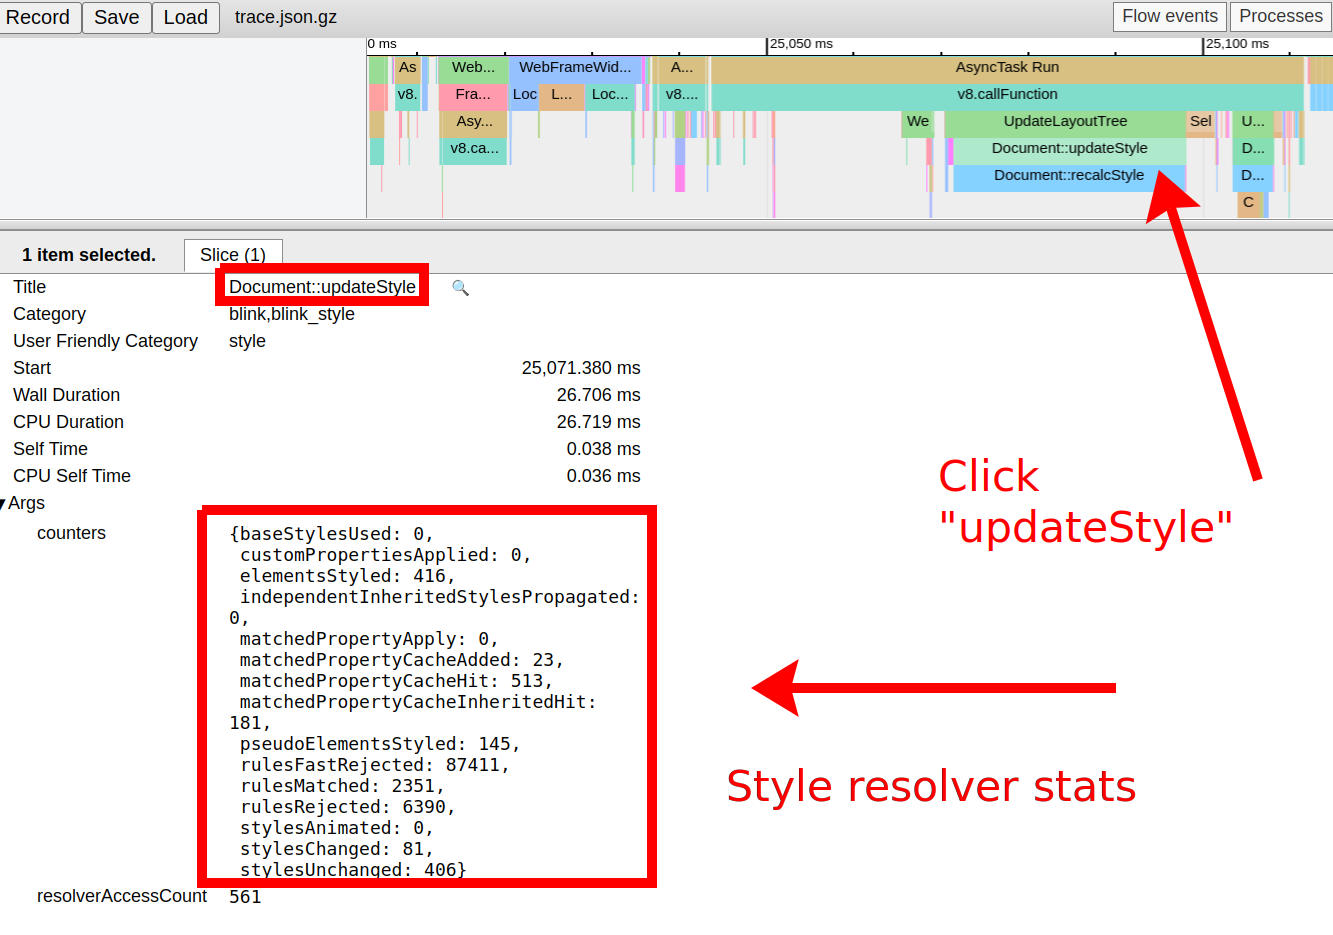 Record Save Load trace.json.gz Flow events Processes
0 ms 25,050 ms 25,100 ms
As Web... WebFrameWid... A... AsyncTask Run
v8. Fra... Loc L... Loc... v8.... v8.callFunction
Asy... We UpdateLayoutTree Sel U...
v8.ca... Document::updateStyle D...
Document::recalcStyle D...
C
1 item selected. Slice (1)
Title Document::updateStyle
Category blink,blink_style
User Friendly Category style
Start 25,071.380 ms
Wall Duration 26.706 ms
CPU Duration 26.719 ms
Self Time 0.038 ms
CPU Self Time 0.036 ms
▼Args
counters {baseStylesUsed: 0,
customPropertiesApplied: 0,
elementsStyled: 416,
independentInheritedStylesPropagated:
0,
matchedPropertyApply: 0,
matchedPropertyCacheAdded: 23,
matchedPropertyCacheHit: 513,
matchedPropertyCacheInheritedHit:
181,
pseudoElementsStyled: 145,
rulesFastRejected: 87411,
rulesMatched: 2351,
rulesRejected: 6390,
stylesAnimated: 0,
stylesChanged: 81,
stylesUnchanged: 406}
resolverAccessCount 561
Click
"updateStyle"
Style resolver stats